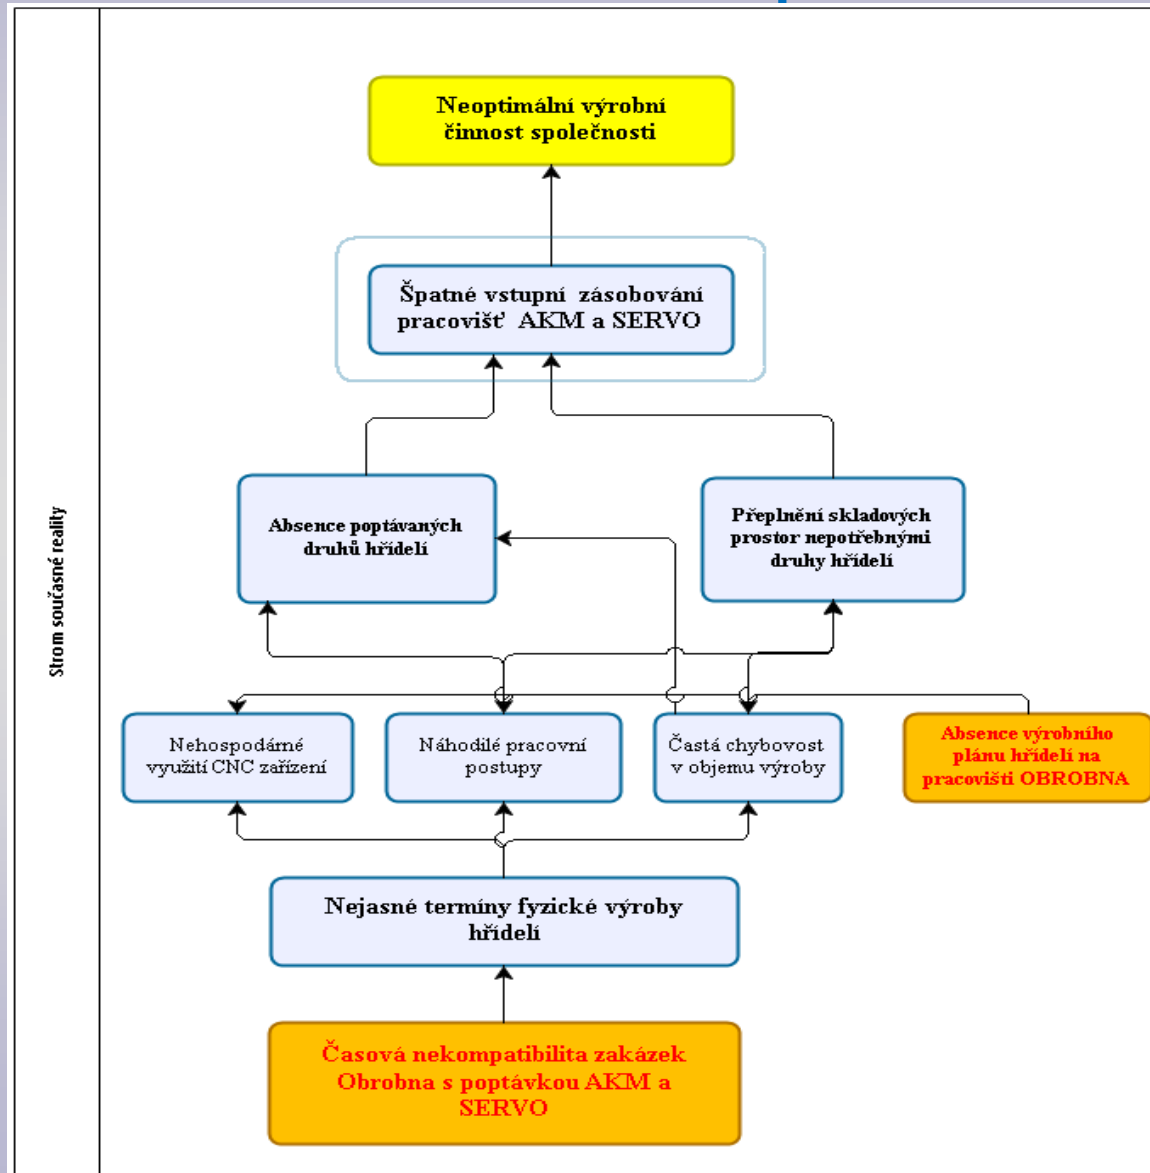 Strom současné reality
Neoptimální výrobní
činnost společnosti
Špatné vstupní zásobování
pracovišť AKM a SERVO
Absence poptávaných
druhů hřídelí
Přeplnění skladových
prostor nepotřebnými
druhy hřídelí
Nehospodárné
využití CNC zařízení
Náhodilé pracovní
postupy
Častá chybovost
v objemu výroby
Absence výrobního
plánu hřídelí na
pracovišti OBROBNA
Nejasné termíny fyzické výroby
hřídelí
Časová nekompatibilita zakázek
Obrobna s poptávkou AKM a
SERVO